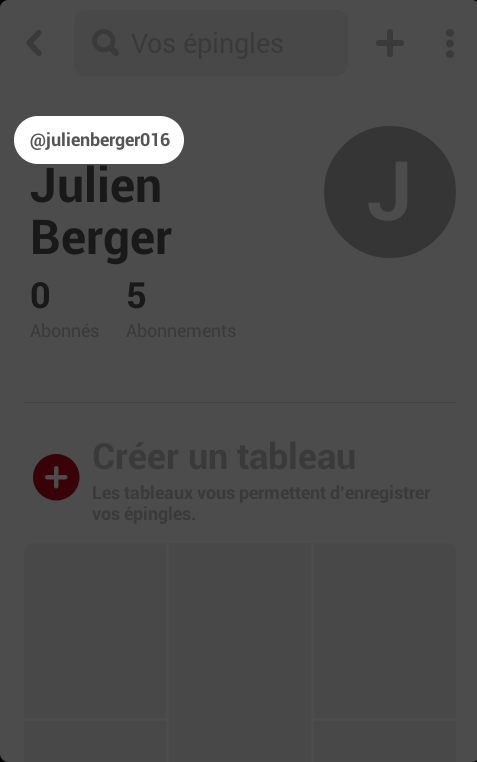 Vos épingles
@julienberger016
Julien
Berger
J
0 5
Abonnés Abonnements
Créer un tableau
Les tableaux vous permettent d'enregistrer
vos épingles.